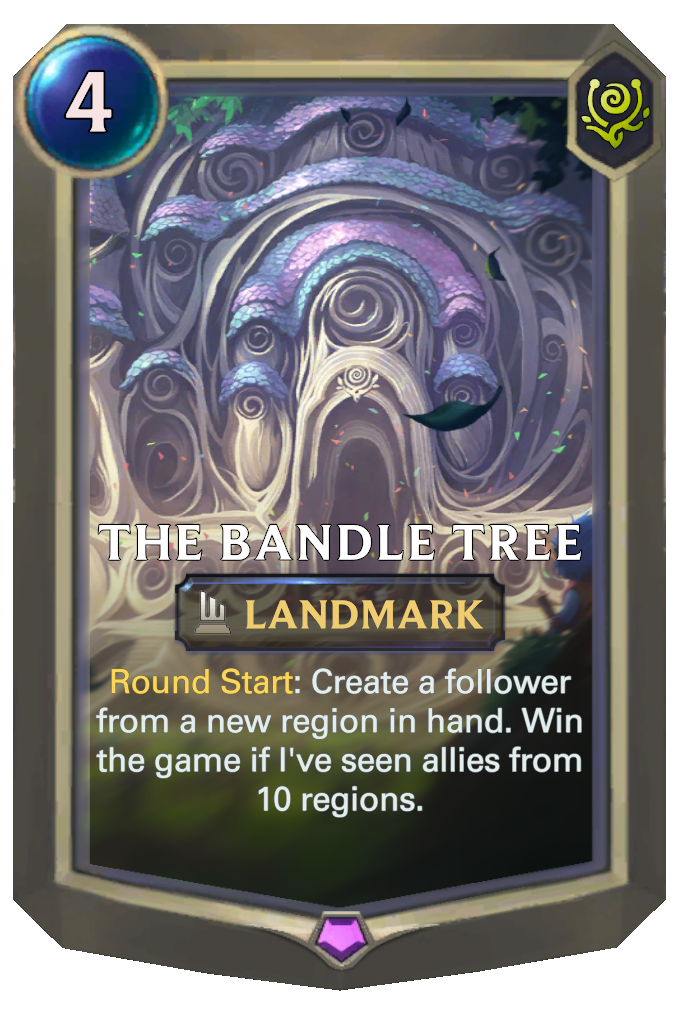 4
THE BANDLE TREE
LANDMARK
Round Start: Create a follower
from a new region in hand. Win
the game if I've seen allies from
10 regions.